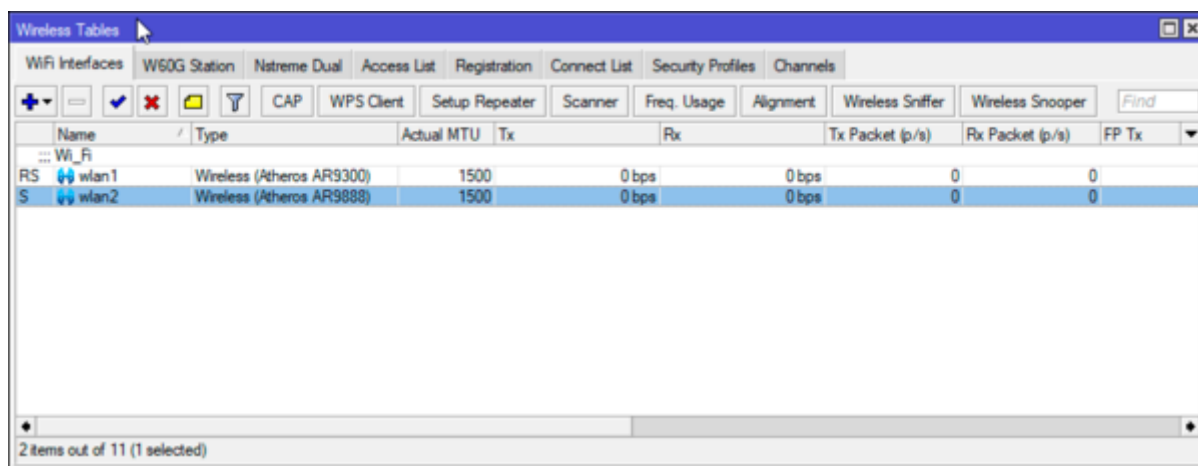 Wireless Tables
WiFi Interfaces W60G Station Nstreme Dual Access List Registration Connect List Security Profiles Channels
CAP WPS Client Setup Repeater Scanner Freq. Usage Alignment Wireless Sniffer Wireless Snooper Find
Name Type Actual MTU Tx Rx Tx Packet (p/s) Rx Packet (p/s) FP Tx
::: Wi_Fi
RS wlan1 Wireless (Atheros AR9300) 1500 0 bps 0 bps 0 0
S wlan2 Wireless (Atheros AR9888) 1500 0 bps 0 bps 0 0
2 items out of 11 (1 selected)